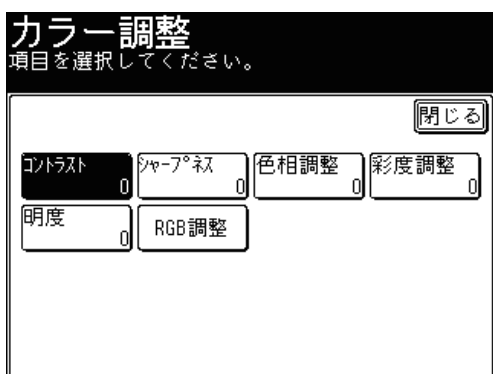 カラー調整
項目を選択してください。
閉じる
コントラスト 0
シャープネス 0
色相調整 0
彩度調整 0
明度 0
RGB調整